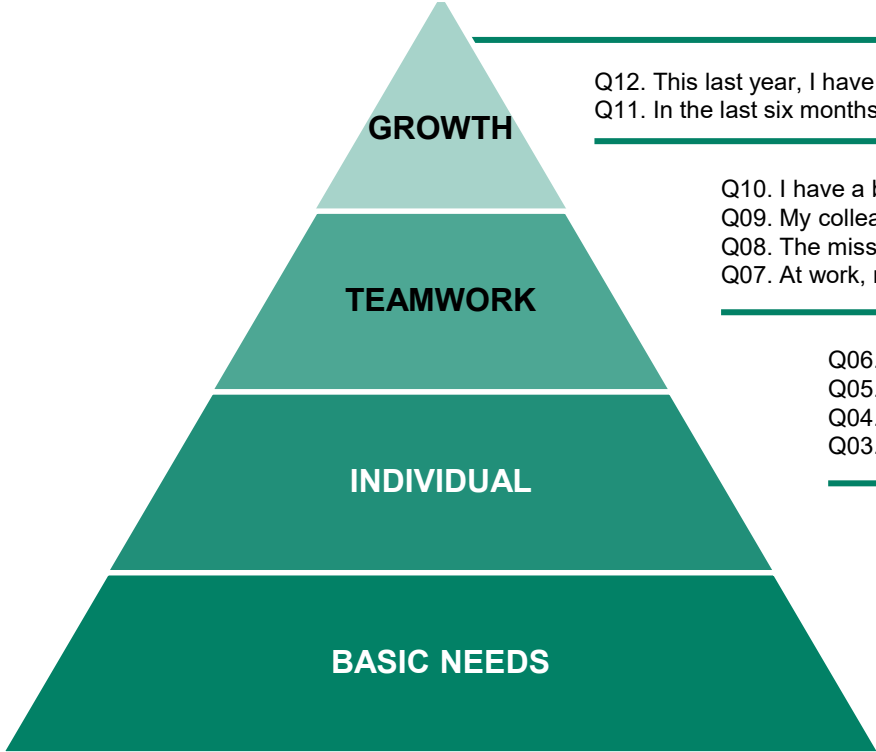 GROWTH
Q12. This last year, I have
Q11. In the last six months
TEAMWORK
Q10. I have a
Q09. My
Q08. The
Q07. At work,
INDIVIDUAL
Q06.
Q05.
Q04.
Q03.
BASIC NEEDS